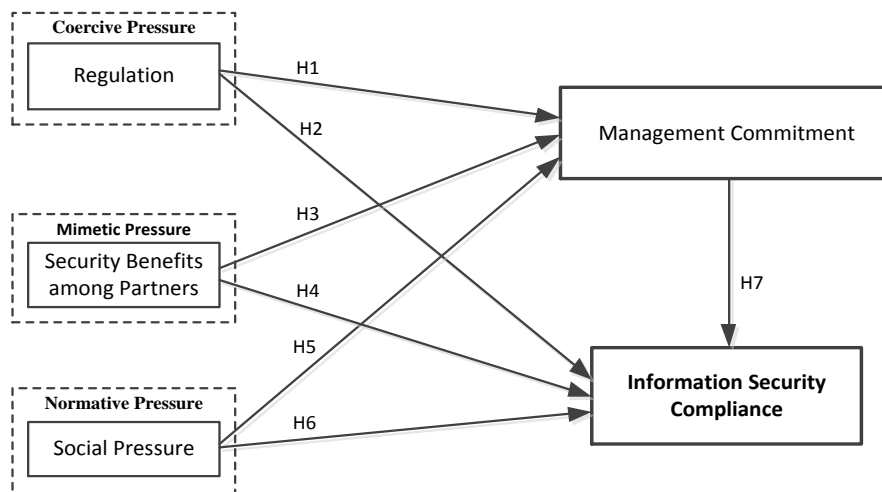 Coercive Pressure
Regulation
H1
H2
Management Commitment
Mimetic Pressure
Security Benefits
among Partners
H3
H4
H7
H5
Information Security
Compliance
Normative Pressure
Social Pressure
H6